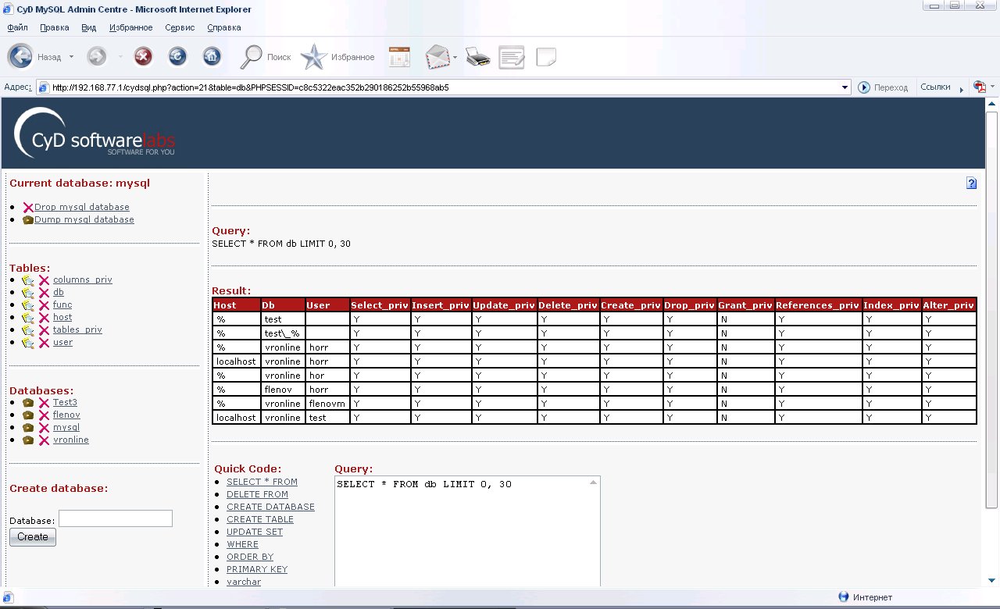 CyD MySQL Admin Centre - Microsoft Internet Explorer
Файл Правка Вид Избранное Сервис Справка
Назад Поиск Избранное
Адрес: http://192.168.77.1/cydsql.php?action=21&table=db&PHPSESSID=c8c5322eac352b290186252b55968ab5 Переход Ссылки
CyD softwarelabs
SOFTWARE FOR YOU
Current database: mysql
Drop mysql database
Dump mysql database
Tables:
columns_priv
db
func
host
tables_priv
user
Databases:
Test3
flenov
mysql
vronline
Create database:
Database:
Create
Query:
SELECT * FROM db LIMIT 0, 30
Result:
Host Db User Select_priv Insert_priv Update_priv Delete_priv Create_priv Drop_priv Grant_priv References_priv Index_priv Alter_priv
% test Y Y Y Y Y Y N Y Y Y
% test\_% Y Y Y Y Y Y N Y Y Y
% vronline horr Y Y Y Y Y Y N Y Y Y
localhost vronline horr Y Y Y Y Y Y N Y Y Y
% vronline hor Y Y Y Y Y Y N Y Y Y
% flenov horr Y Y Y Y Y Y N Y Y Y
% vronline flenovm Y Y Y Y Y Y N Y Y Y
localhost vronline test Y Y Y Y Y Y N Y Y Y
Quick Code:
SELECT * FROM
DELETE FROM
CREATE DATABASE
CREATE TABLE
UPDATE SET
WHERE
ORDER BY
PRIMARY KEY
varchar
Query:
SELECT * FROM db LIMIT 0, 30
Интернет